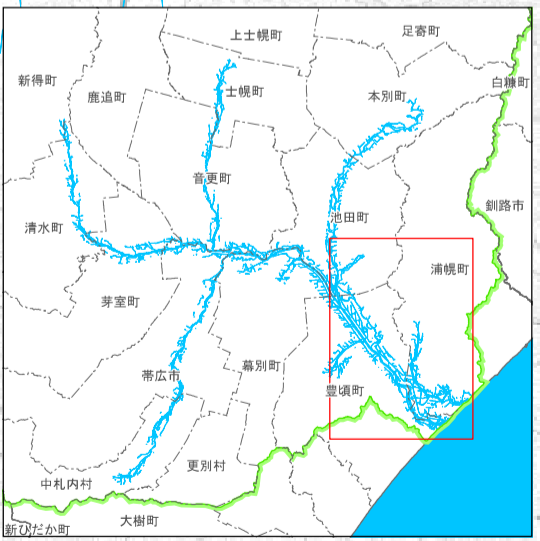 足寄町
上士幌町
新得町
白糠町
鹿追町
士幌町
本別町
音更町
釧路市
池田町
清水町
浦幌町
芽室町
幕別町
帯広市
豊頃町
更別村
中札内村
大樹町
新ひだか町